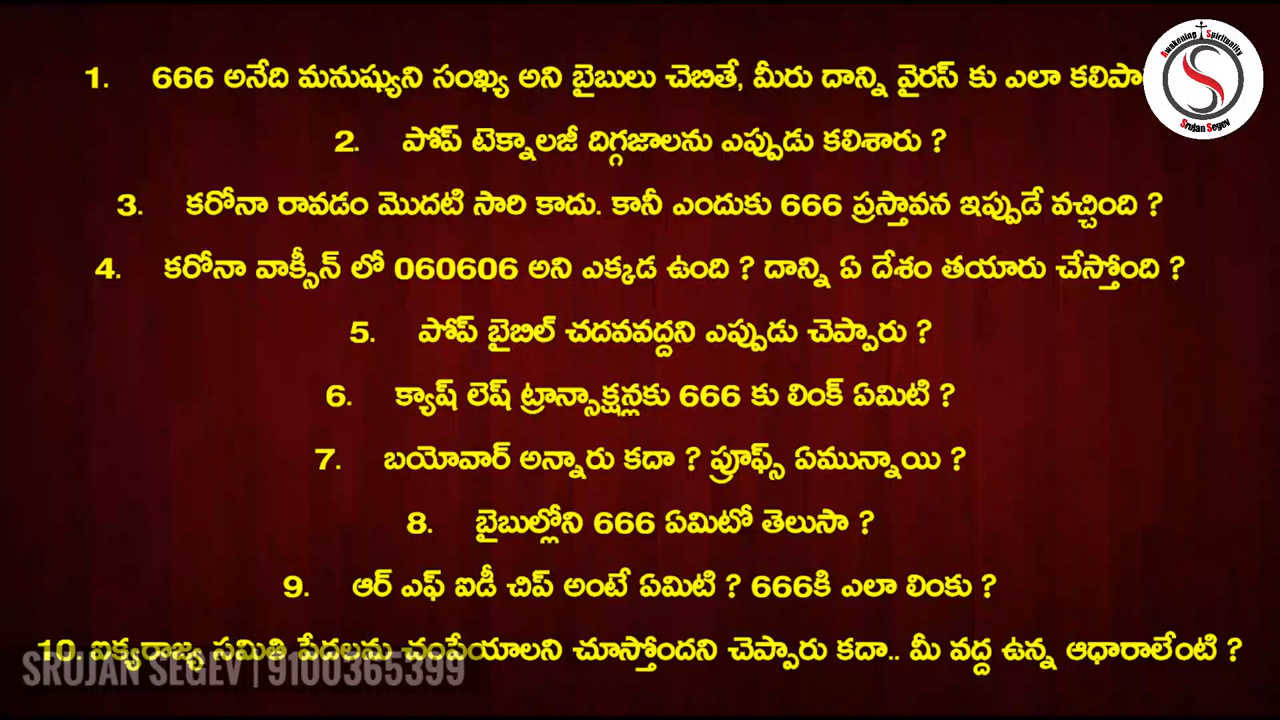 Awakening Spirituality
Srujan Segev
1. 666 అనేది మనుష్యుని సంఖ్య అని బైబులు చెబితే, మీరు దాన్ని వైరస్ కు ఎలా కలిపా
2. పోప్ టెక్నాలజీ దిగ్గజాలను ఎప్పుడు కలిశారు ?
3. కరోనా రావడం మొదటి సారి కాదు. కానీ ఎందుకు 666 ప్రస్తావన ఇప్పుడే వచ్చింది ?
4. కరోనా వాక్సీన్ లో 060606 అని ఎక్కడ ఉంది ? దాన్ని ఏ దేశం తయారు చేస్తోంది ?
5. పోప్ బైబిల్ చదవవద్దని ఎప్పుడు చెప్పారు ?
6. క్యాష్ లెష్ ట్రాన్సాక్షన్లకు 666 కు లింక్ ఏమిటి ?
7. బయోవార్ అన్నారు కదా ? ప్రూఫ్స్ ఏమున్నాయి ?
8. బైబుల్లోని 666 ఏమిటో తెలుసా ?
9. ఆర్ ఎఫ్ ఐడీ చిప్ అంటే ఏమిటి ? 666కి ఎలా లింకు ?
10. ఐక్యరాజ్య సమితి పేదలను చంపేయాలని చూస్తోందని చెప్పారు కదా.. మీ వద్ద ఉన్న ఆధారాలేంటి ?
SRUJAN SEGEV | 9100365399